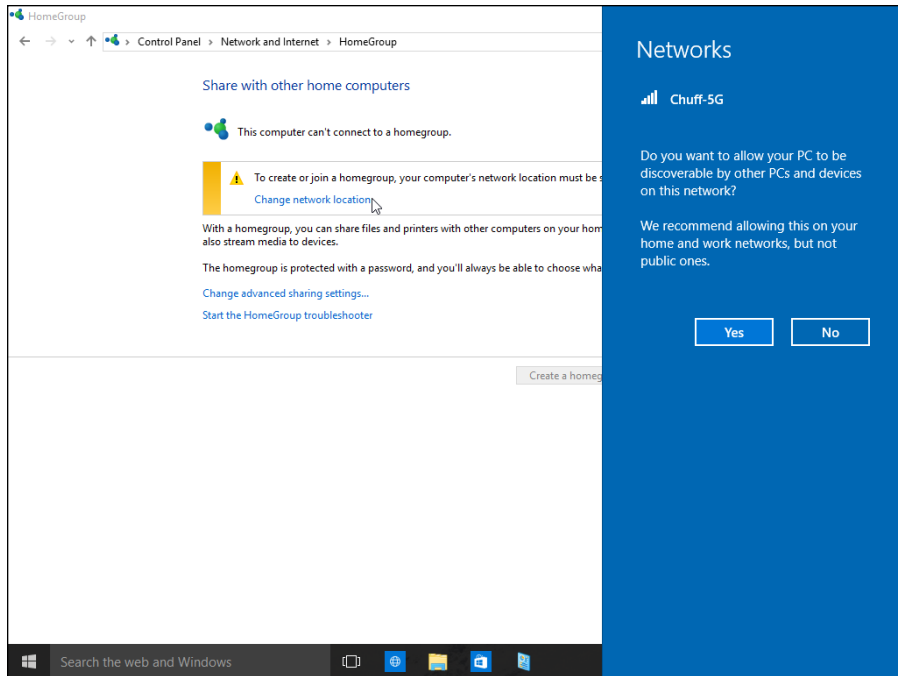 HomeGroup
Control Panel > Network and Internet > HomeGroup
Share with other home computers
This computer can't connect to a homegroup.
To create or join a homegroup, your computer's network location must be
Change network location
With a homegroup, you can share files and printers with other computers on your
also stream media to devices.
The homegroup is protected with a password, and you'll always be able to choose
Change advanced sharing settings...
Start the HomeGroup troubleshooter
Create a
Networks
Chuff-5G
Do you want to allow your PC to be
discoverable by other PCs and devices
on this network?
We recommend allowing this on your
home and work networks, but not
public ones.
Yes
No
Search the web and Windows